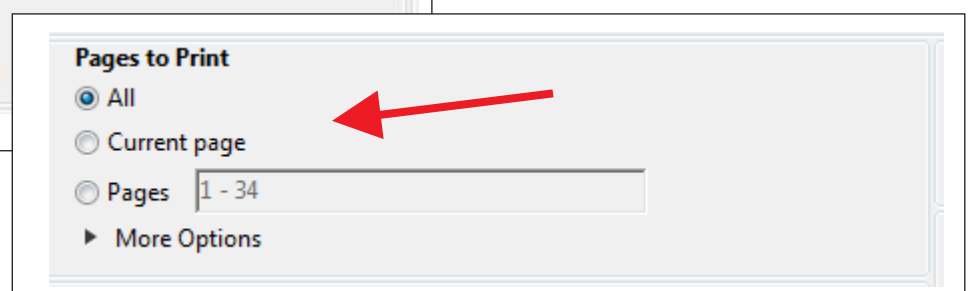 Pages to Print
All
Current page
Pages 1 - 34
More Options